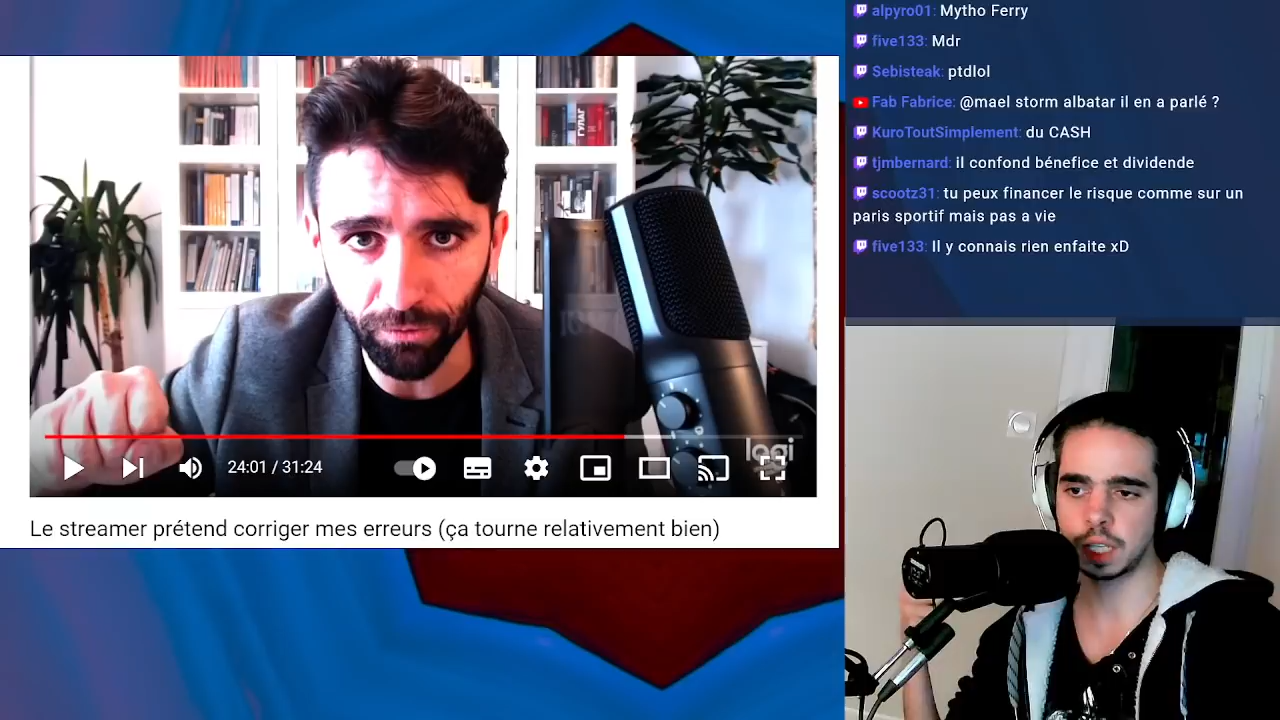 ГУЛАГ
logi
24:01 / 31:24
Le streamer prétend corriger mes erreurs (ça tourne relativement bien)
alpyro01: Mytho Ferry
five133: Mdr
Sebisteak: ptdlol
Fab Fabrice: @mael storm albatar il en a parlé ?
KuroToutSimplement: du CASH
tjmbernard: il confond bénefice et dividende
scootz31: tu peux financer le risque comme sur un
paris sportif mais pas a vie
five133: Il y connais rien enfaite xD